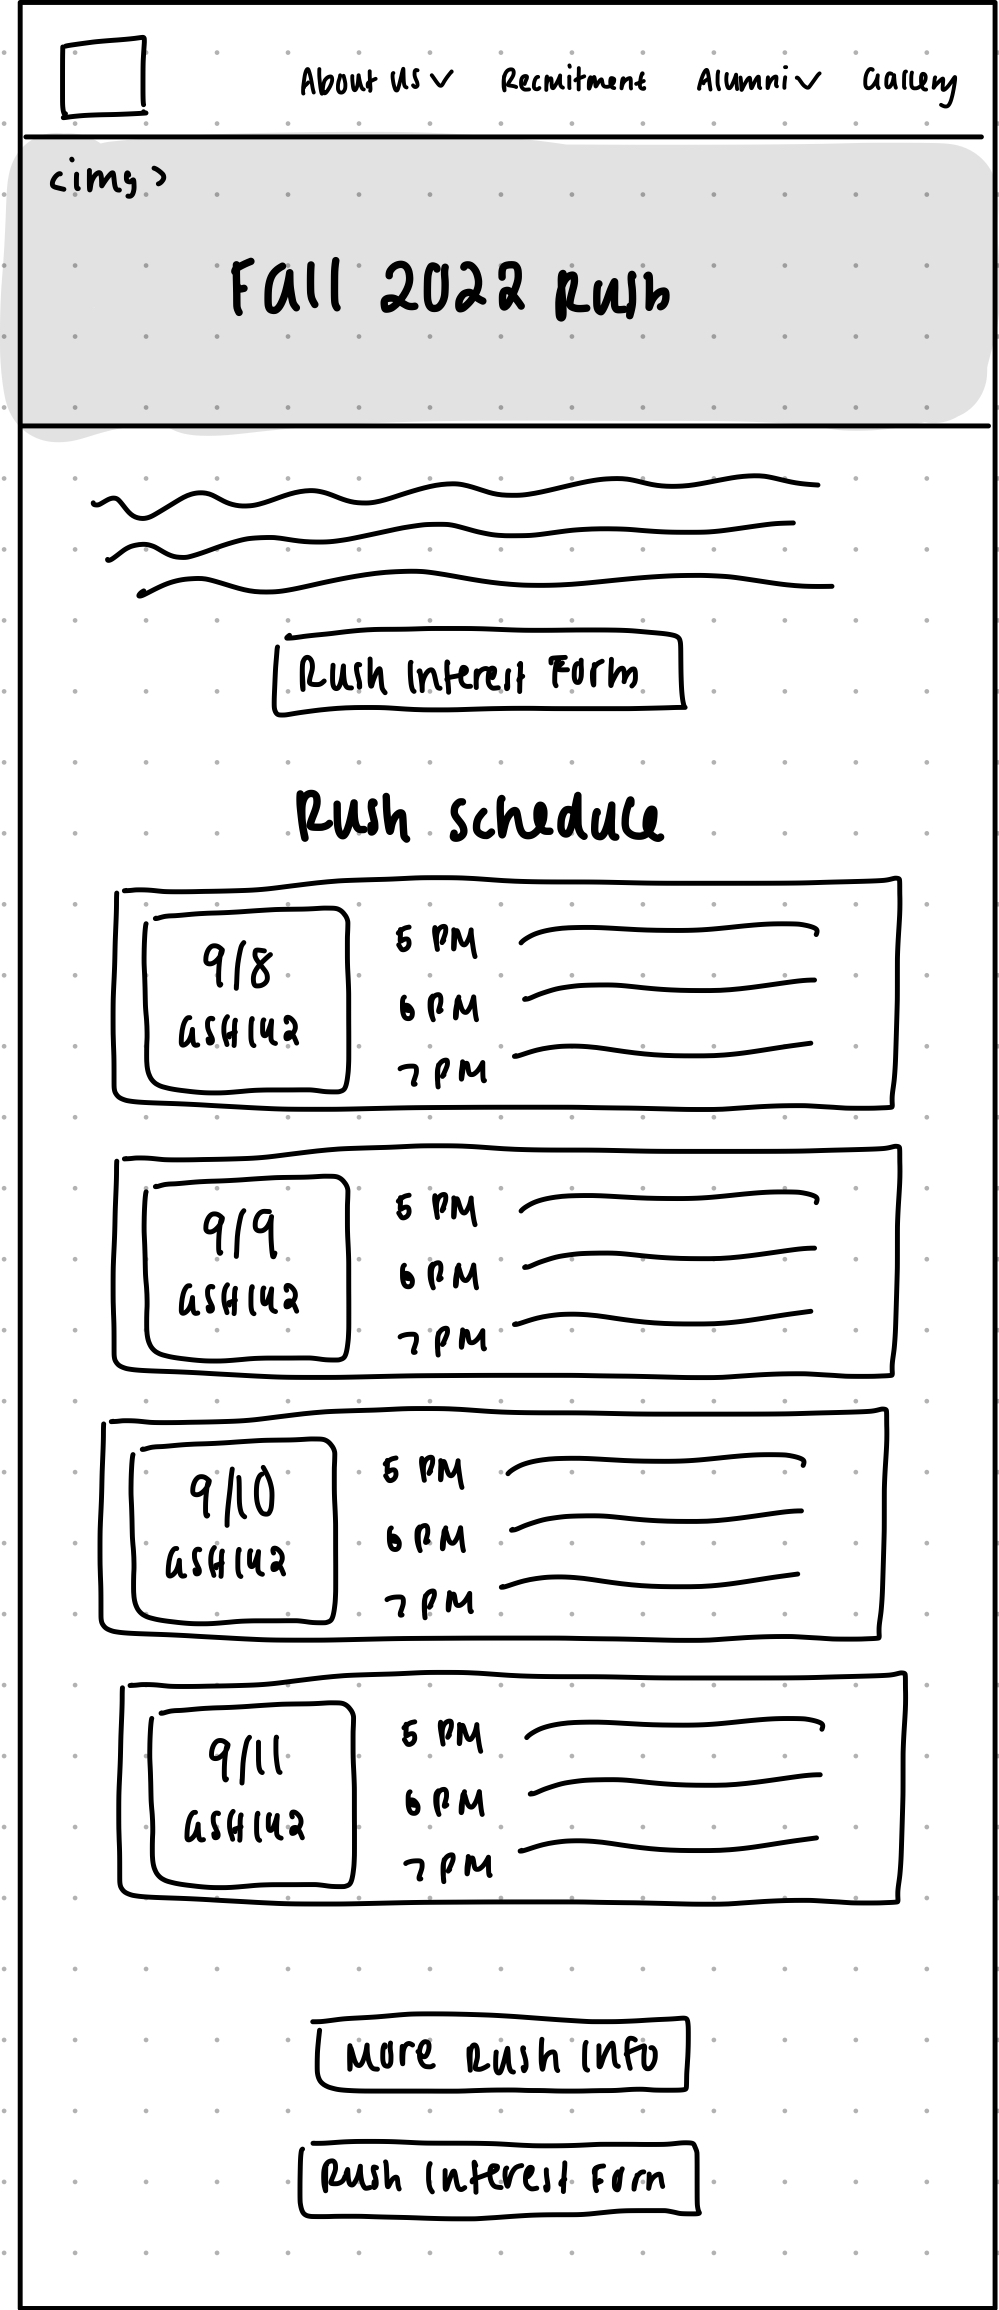 About Us Recruitment Alumni Gallery
<img>
Fall 2022 Rush
Rush Interest Form
Rush Schedule
9/8
GSH142
5 PM
6 PM
7 PM
9/9
GSH142
5 PM
6 PM
7 PM
9/10
GSH142
5 PM
6 PM
7 PM
9/11
GSH142
5 PM
6 PM
7 PM
More Rush Info
Rush Interest Form